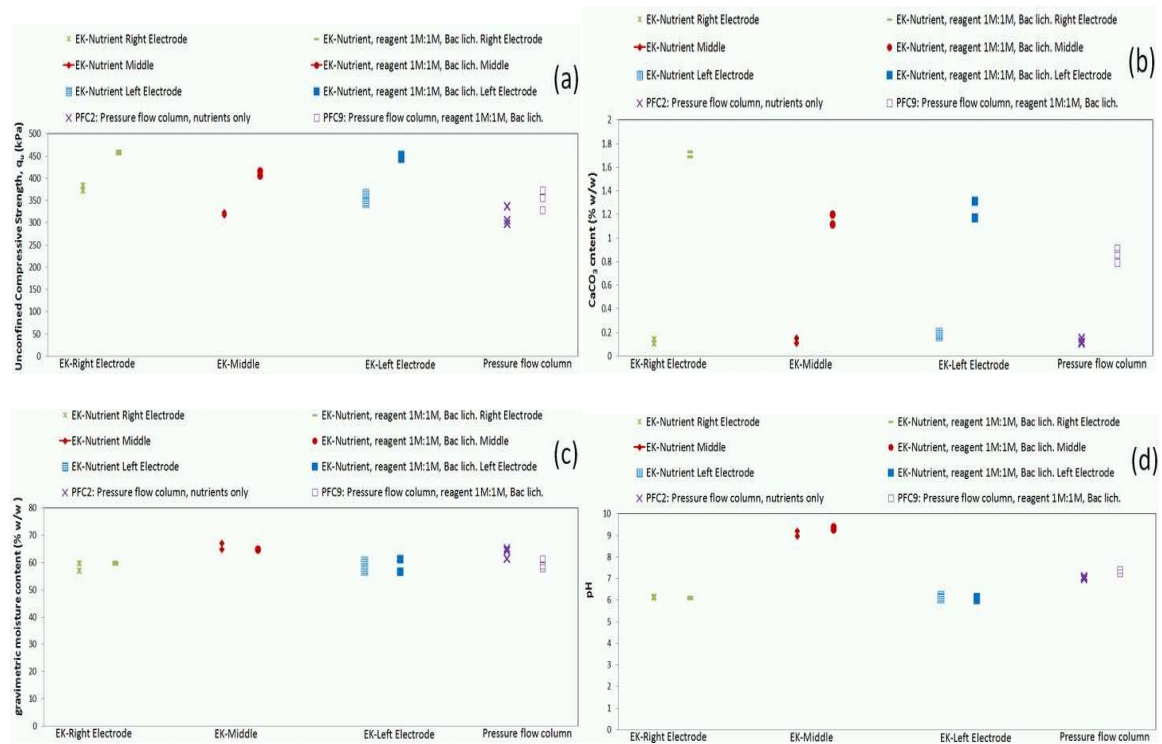 EK-Nutrient Right Electrode EK-Nutrient, reagent 1M:1M, Bac lich. Right Electrode
EK-Nutrient Middle EK-Nutrient, reagent 1M:1M, Bac lich. Middle
(a)
EK-Nutrient Left Electrode EK-Nutrient, reagent 1M:1M, Bac lich. Left Electrode
PFC2: Pressure flow column, nutrients only PFC9: Pressure flow column, reagent 1M:1M, Bac lich.
Unconfined Compressive Strength, qᵤ (kPa)
500
450
400
350
300
250
200
150
100
50
0
EK-Right Electrode EK-Middle EK-Left Electrode Pressure flow column
EK-Nutrient Right Electrode EK-Nutrient, reagent 1M:1M, Bac lich. Right Electrode
EK-Nutrient Middle EK-Nutrient, reagent 1M:1M, Bac lich. Middle
(b)
EK-Nutrient Left Electrode EK-Nutrient, reagent 1M:1M, Bac lich. Left Electrode
PFC2: Pressure flow column, nutrients only PFC9: Pressure flow column, reagent 1M:1M, Bac lich.
CaCO₃ cntent (% w/w)
2
1.8
1.6
1.4
1.2
1
0.8
0.6
0.4
0.2
0
EK-Right Electrode EK-Middle EK-Left Electrode Pressure flow column
EK-Nutrient Right Electrode EK-Nutrient, reagent 1M:1M, Bac lich. Right Electrode
EK-Nutrient Middle EK-Nutrient, reagent 1M:1M, Bac lich. Middle
(c)
EK-Nutrient Left Electrode EK-Nutrient, reagent 1M:1M, Bac lich. Left Electrode
PFC2: Pressure flow column, nutrients only PFC9: Pressure flow column, reagent 1M:1M, Bac lich.
gravimetric moisture content (% w/w )
80
70
60
50
40
30
20
10
0
EK-Right Electrode EK-Middle EK-Left Electrode Pressure flow column
EK-Nutrient Right Electrode EK-Nutrient, reagent 1M:1M, Bac lich. Right Electrode
EK-Nutrient Middle EK-Nutrient, reagent 1M:1M, Bac lich. Middle
(d)
EK-Nutrient Left Electrode EK-Nutrient, reagent 1M:1M, Bac lich. Left Electrode
PFC2: Pressure flow column, nutrients only PFC9: Pressure flow column, reagent 1M:1M, Bac lich.
pH
10
9
8
7
6
5
4
3
2
1
0
EK-Right Electrode EK-Middle EK-Left Electrode Pressure flow column